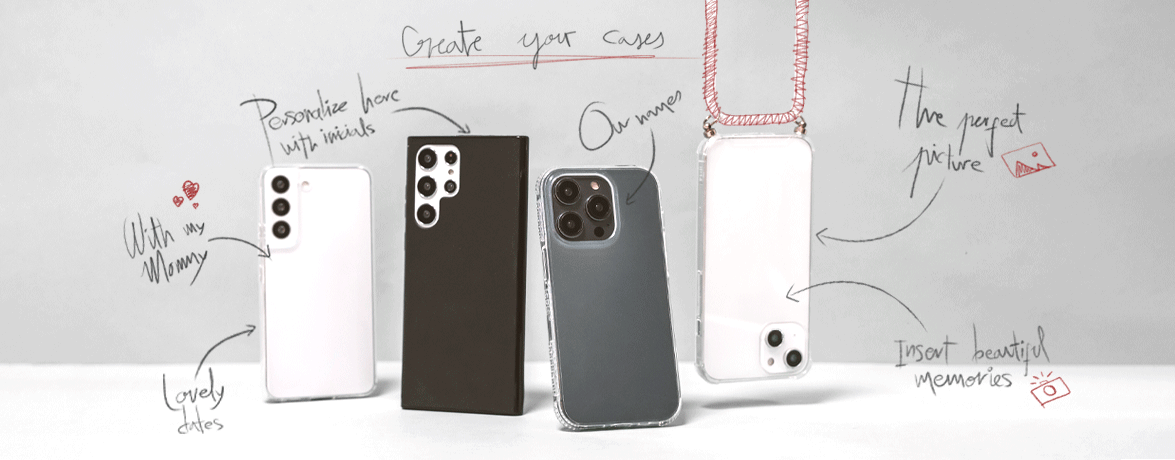 Create your cases
Personalize here
with initials
Our names
The perfect
picture
With my
Mommy
Lovely
dates
Insert beautiful
memories